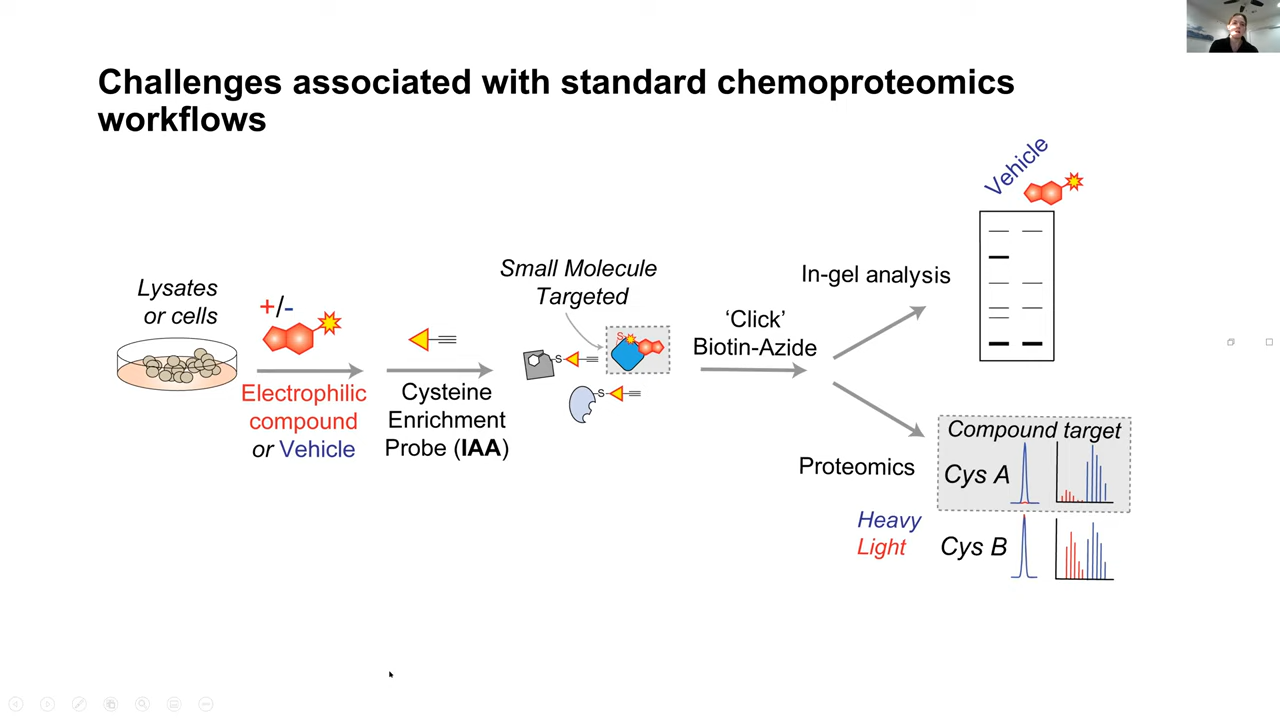 Challenges associated with standard chemoproteomics
workflows
Lysates
or cells
+/-
Electrophilic
compound
or Vehicle
Cysteine
Enrichment
Probe (IAA)
Small Molecule
Targeted
S
S
S
'Click'
Biotin-Azide
In-gel analysis
Vehicle
Proteomics
Heavy
Light
Compound target
Cys A
Cys B